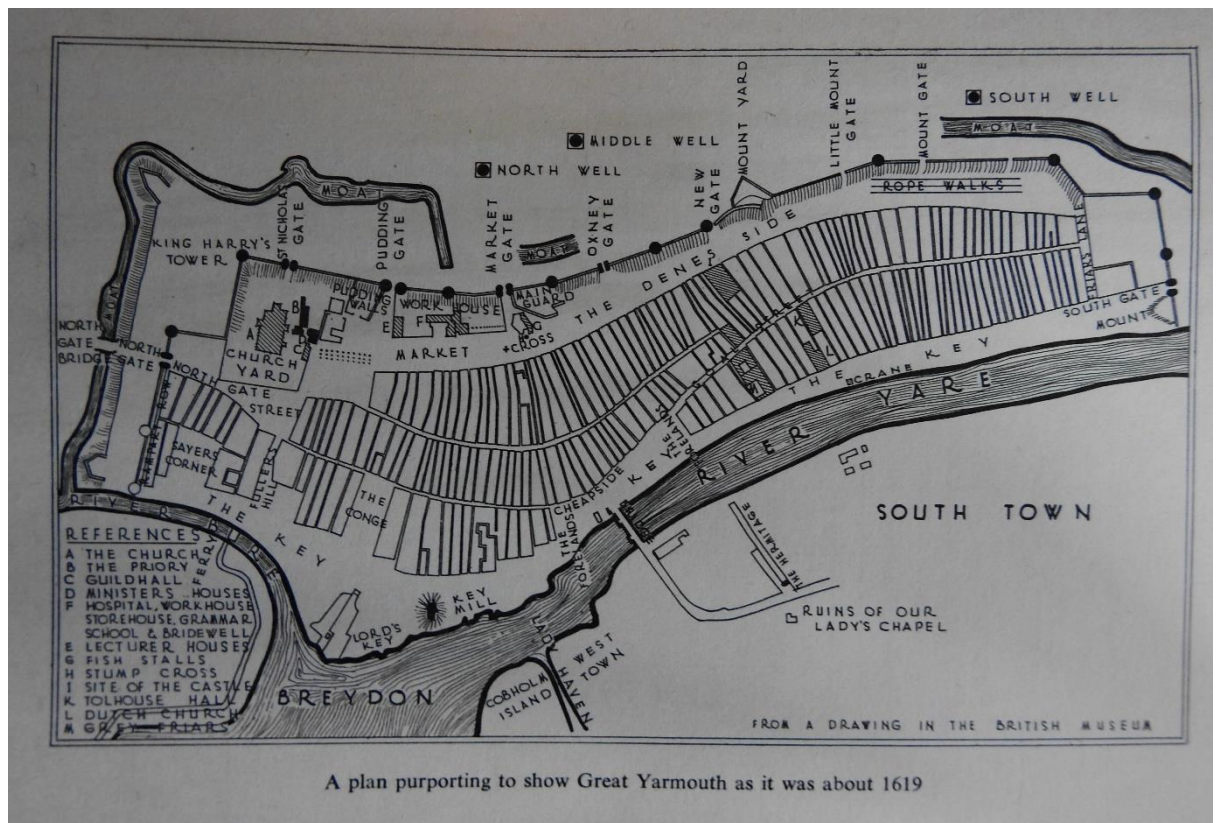 SOUTH WELL
MIDDLE WELL
NORTH WELL
MOUNT YARD
LITTLE MOUNT
GATE
MOUNT GATE
MOAT
MOAT
ST NICHOLAS
GATE
PUDDING
GATE
MARKET
GATE
MOAT
OXNEY
GATE
NEW
GATE
ROPE WALKS
KING HARRY'S
TOWER
MOAT
THE DENES SIDE
FRIARS LANE
SOUTH GATE
MOUNT
WORK HOUSE
MAIN
GUARD
B
A
D
C
E
F
G
CROSS
MARKET
CHURCH
YARD
NORTH
GATE
BRIDGE
NORTH
GATE
NORTH
GATE
STREET
RAMPART ROW
SAYERS
CORNER
FULLERS
HILL
THE
CONGE
THE KEY
K
L
M
THE KEY
CRANE
RIVER YARE
THE
FORELANDS
CHEAPSIDE
KEY
THE
FORELANDS
BRIDGE
RIVER BURE
FERRY
LORD'S
KEY
KEY
MILL
BREYDON
COBHOLM
ISLAND
LADY HAVEN
WEST
TOWN
THE HERMITAGE
RUINS OF OUR
LADY'S CHAPEL
SOUTH TOWN
REFERENCES
A THE CHURCH
B THE PRIORY
C GUILDHALL
D MINISTERS HOUSES
F HOSPITAL, WORKHOUSE
STOREHOUSE, GRAMMAR
SCHOOL & BRIDEWELL
E LECTURER HOUSES
G FISH STALLS
H STUMP CROSS
I SITE OF THE CASTLE
K TOLHOUSE HALL
L DUTCH CHURCH
M GREY FRIARS
FROM A DRAWING IN THE BRITISH MUSEUM
A plan purporting to show Great Yarmouth as it was about 1619